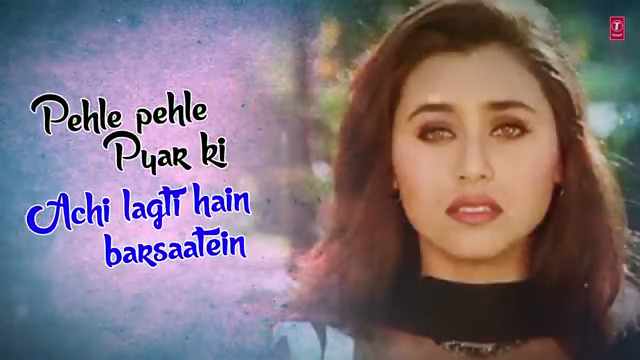 Pehle pehle
Pyar ki
Achi lagti hain
barsaatein
T